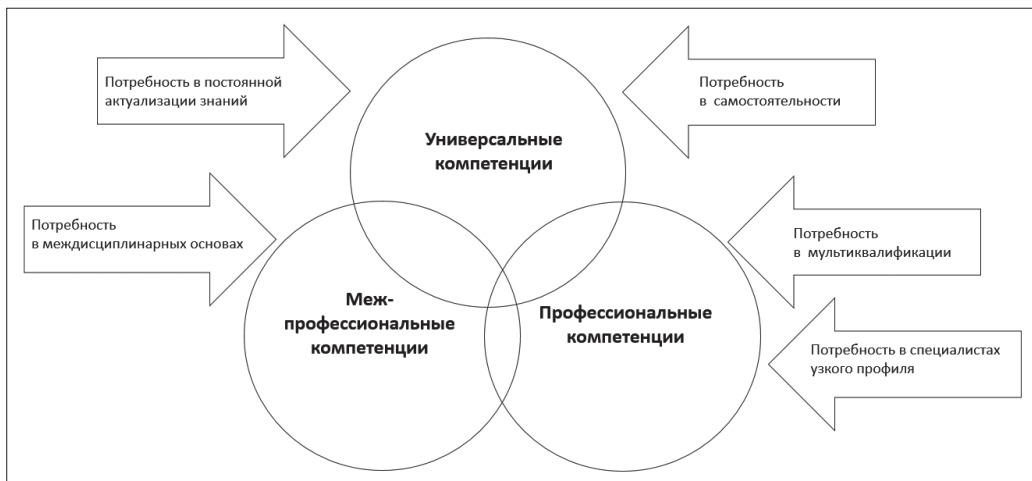 Потребность в постоянной
актуализации знаний
Потребность
в самостоятельности
Универсальные
компетенции
Потребность
в междисциплинарных основах
Потребность
в мультиквалификации
Меж-
профессиональные
компетенции
Профессиональные
компетенции
Потребность в специалистах
узкого профиля